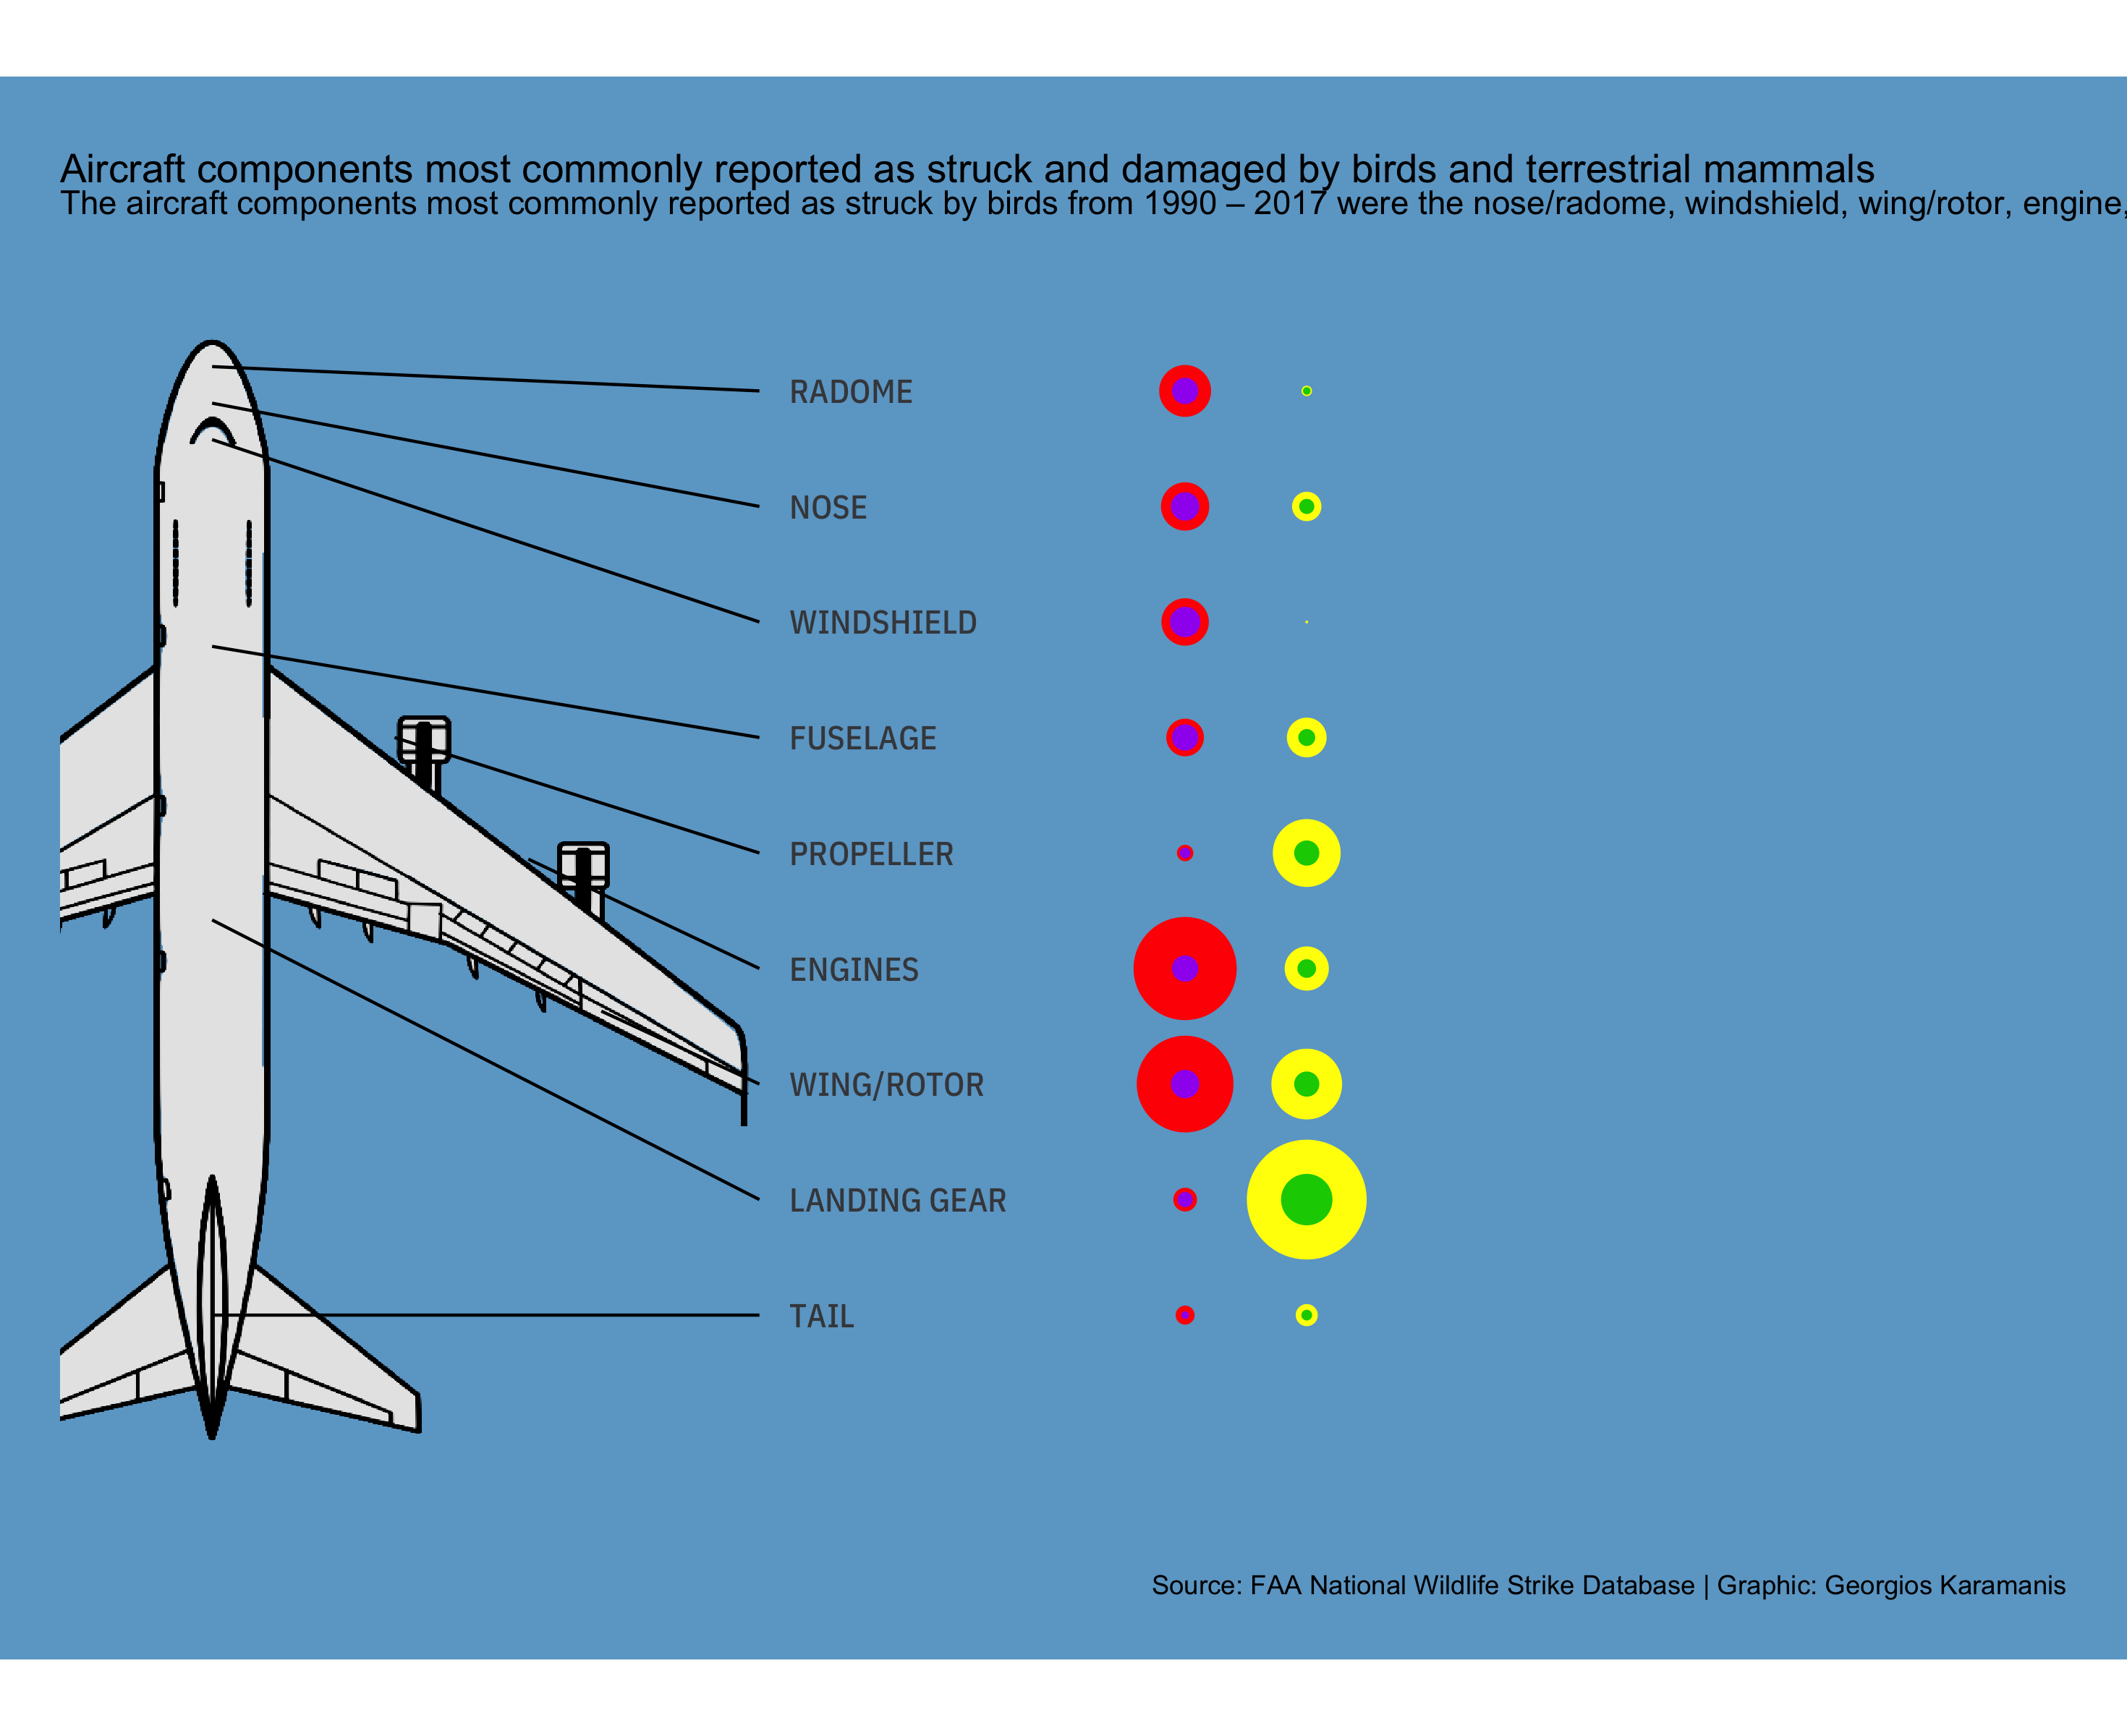 Aircraft components most commonly reported as struck and damaged by birds and terrestrial mammals
The aircraft components most commonly reported as struck by birds from 1990 – 2017 were the nose/radome, windshield, wing/rotor, engine,
RADOME
NOSE
WINDSHIELD
FUSELAGE
PROPELLER
ENGINES
WING/ROTOR
LANDING GEAR
TAIL
Source: FAA National Wildlife Strike Database | Graphic: Georgios Karamanis